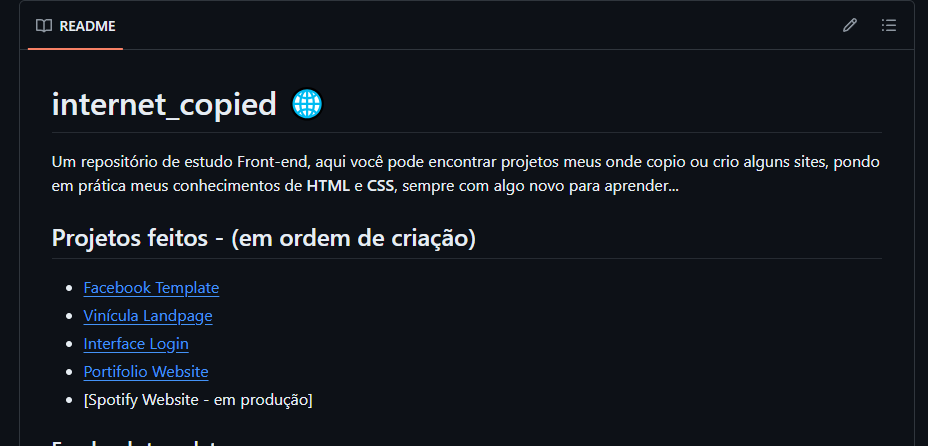 README
internet_copied
Um repositório de estudo Front-end, aqui você pode encontrar projetos meus onde copio ou crio alguns sites, pondo
em prática meus conhecimentos de HTML e CSS, sempre com algo novo para aprender...
Projetos feitos - (em ordem de criação)
Facebook Template
Vinícula Landpage
Interface Login
Portifolio Website
[Spotify Website - em produção]